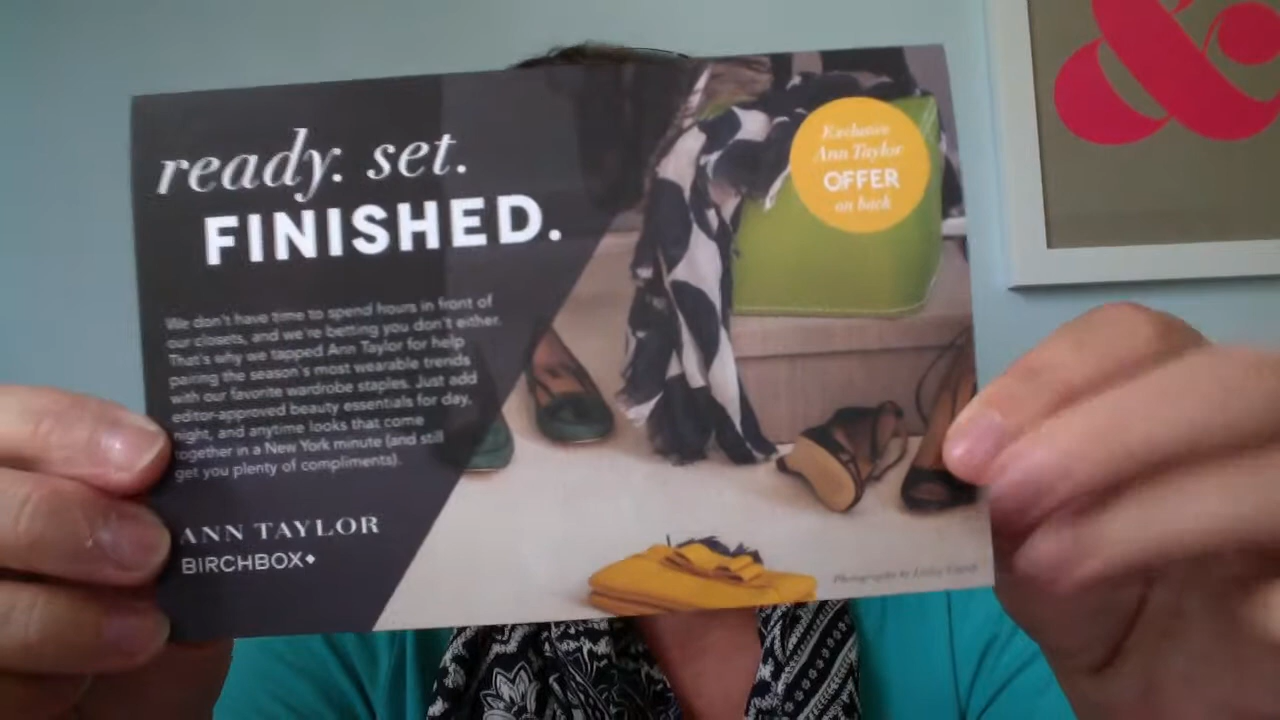 ready. set.
FINISHED.
We don't have time to spend hours in front of
our closets, and we're betting you don't either.
That's why we tapped Ann Taylor for help
pairing the season's most wearable trends
with our favorite wardrobe staples. Just add
editor-approved beauty essentials for day,
night, and anytime looks that come
together in a New York minute (and still
get you plenty of compliments).
ANN TAYLOR
BIRCHBOX
Exclusive
Ann Taylor
OFFER
on back
Photography by
&